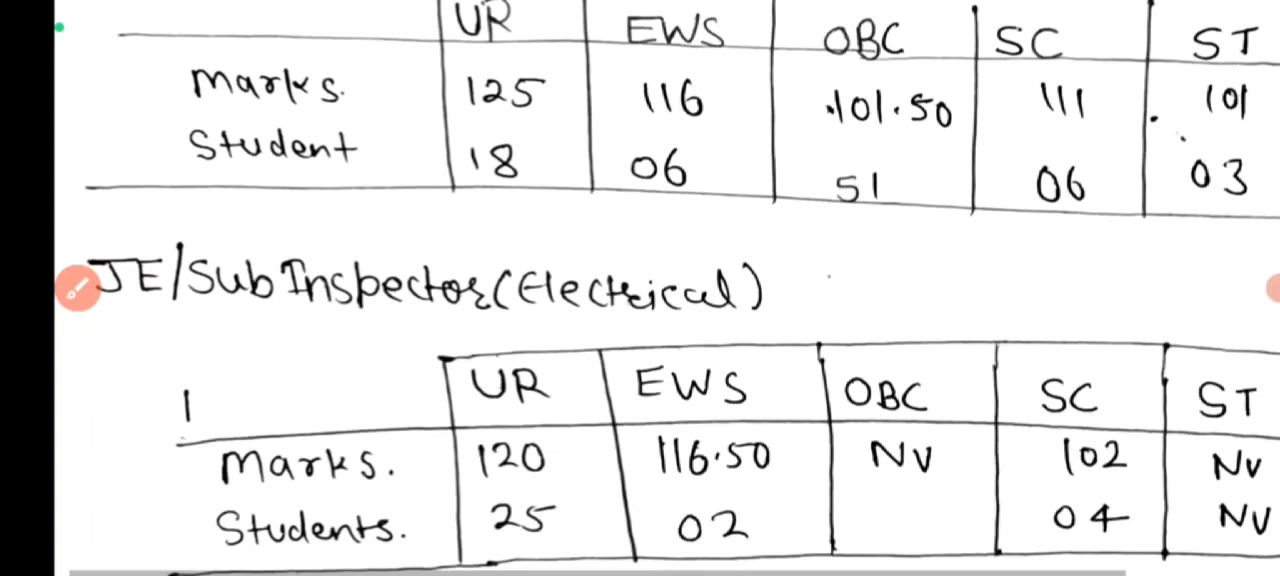 UR EWS OBC SC ST
Marks. 125 116 101.50 111 101
Student 18 06 51 06 03
JE/Sub Inspector (Electrical)
UR EWS OBC SC ST
Marks. 120 116.50 NV 102 NV
Students. 25 02 04 NV